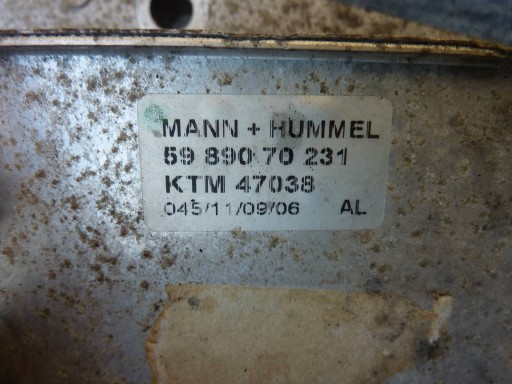 MANN + HUMMEL
59 890 70 231
KTM 47038
045/11/09/06 AL